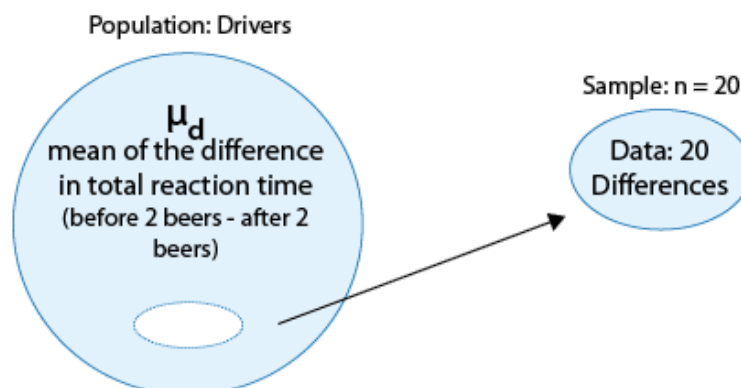 Population: Drivers
μd
mean of the difference
in total reaction time
(before 2 beers - after 2
beers)
Sample: n = 20
Data: 20
Differences